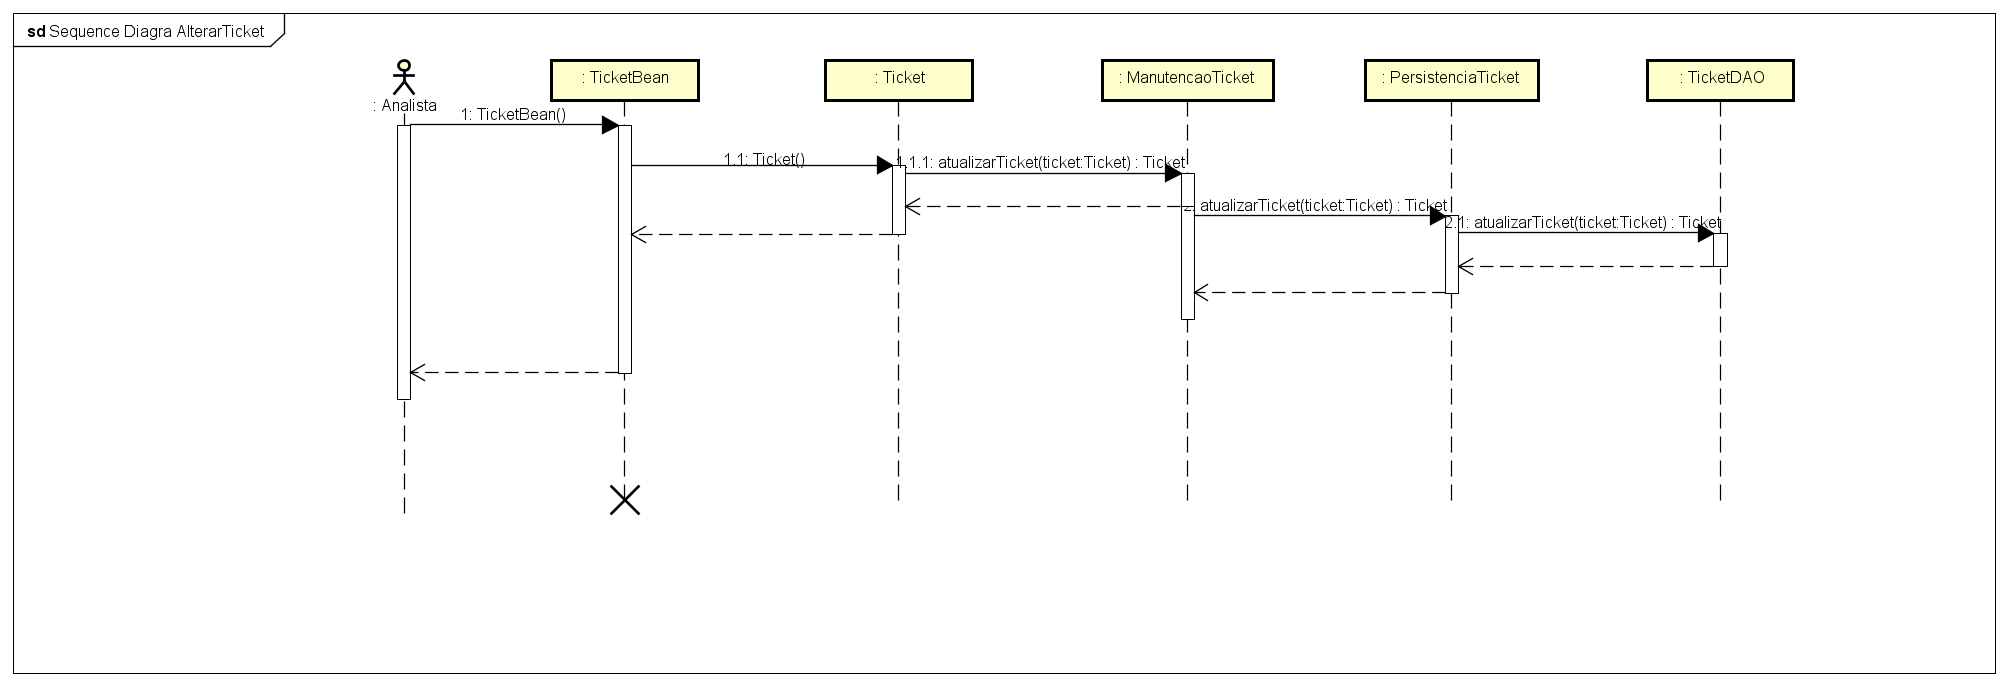 sd Sequence Diagra AlterarTicket
: Analista
: TicketBean
: Ticket
: ManutencaoTicket
: PersistenciaTicket
: TicketDAO
1: TicketBean()
1.1: Ticket()
1.1.1: atualizarTicket(ticket:Ticket) : Ticket
2: atualizarTicket(ticket:Ticket) : Ticket
2.1: atualizarTicket(ticket:Ticket) : Ticket